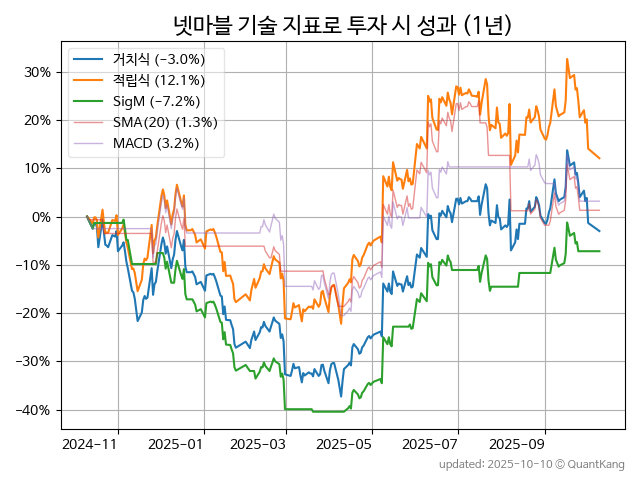 넷마블 기술 지표로 투자 시 성과 (1년)
거치식 (−3.0%)
적립식 (12.1%)
SigM (−7.2%)
SMA(20) (1.3%)
MACD (3.2%)
30%
20%
10%
0%
−10%
−20%
−30%
−40%
2024-11 2025-01 2025-03 2025-05 2025-07 2025-09
updated: 2025-10-10 © QuantKang